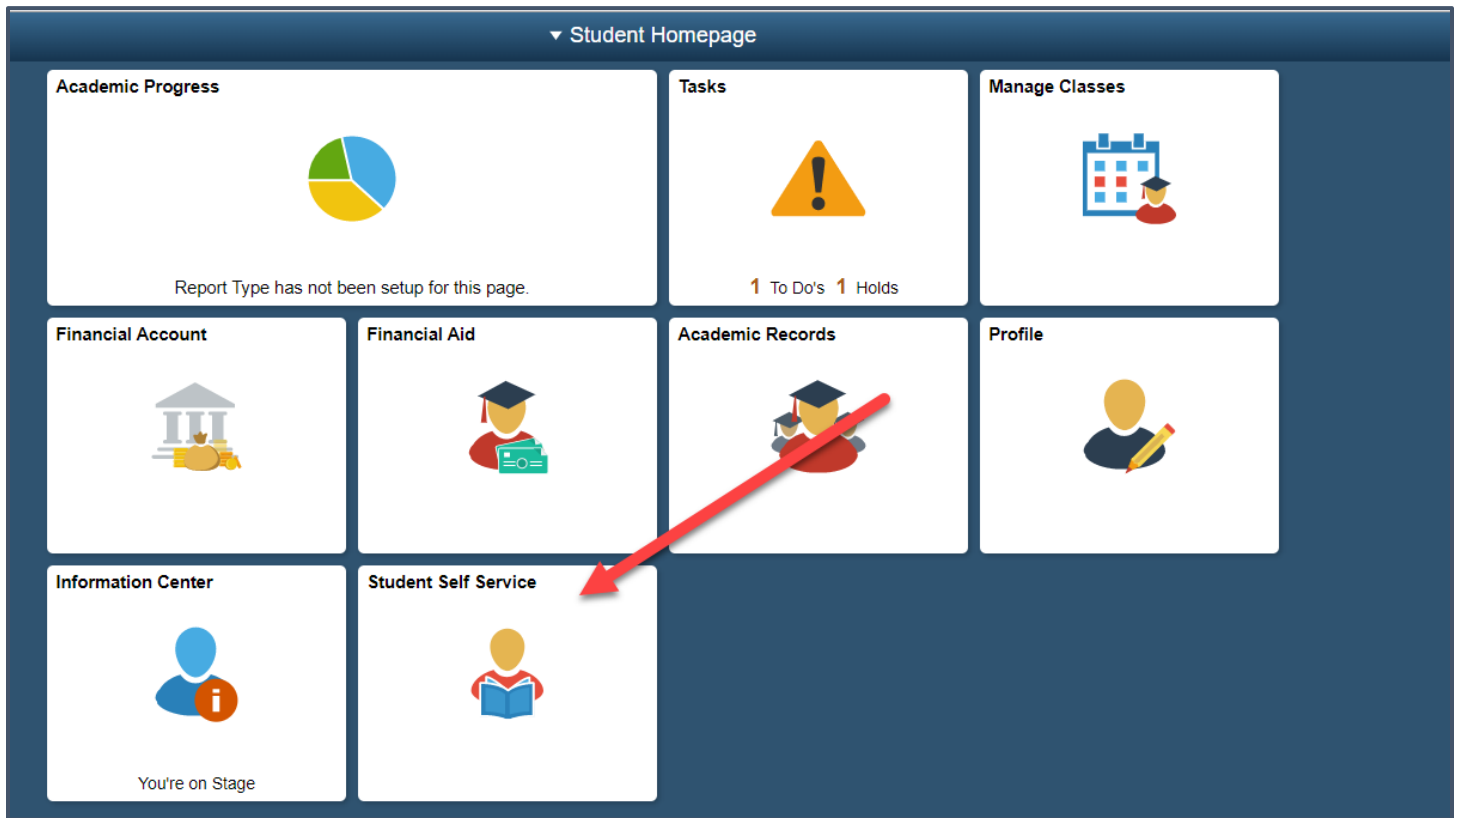 Student Homepage
Academic Progress
Report Type has not been setup for this page.
Tasks
1 To Do's 1 Holds
Manage Classes
Financial Account
Financial Aid
Academic Records
Profile
Information Center
You're on Stage
Student Self Service